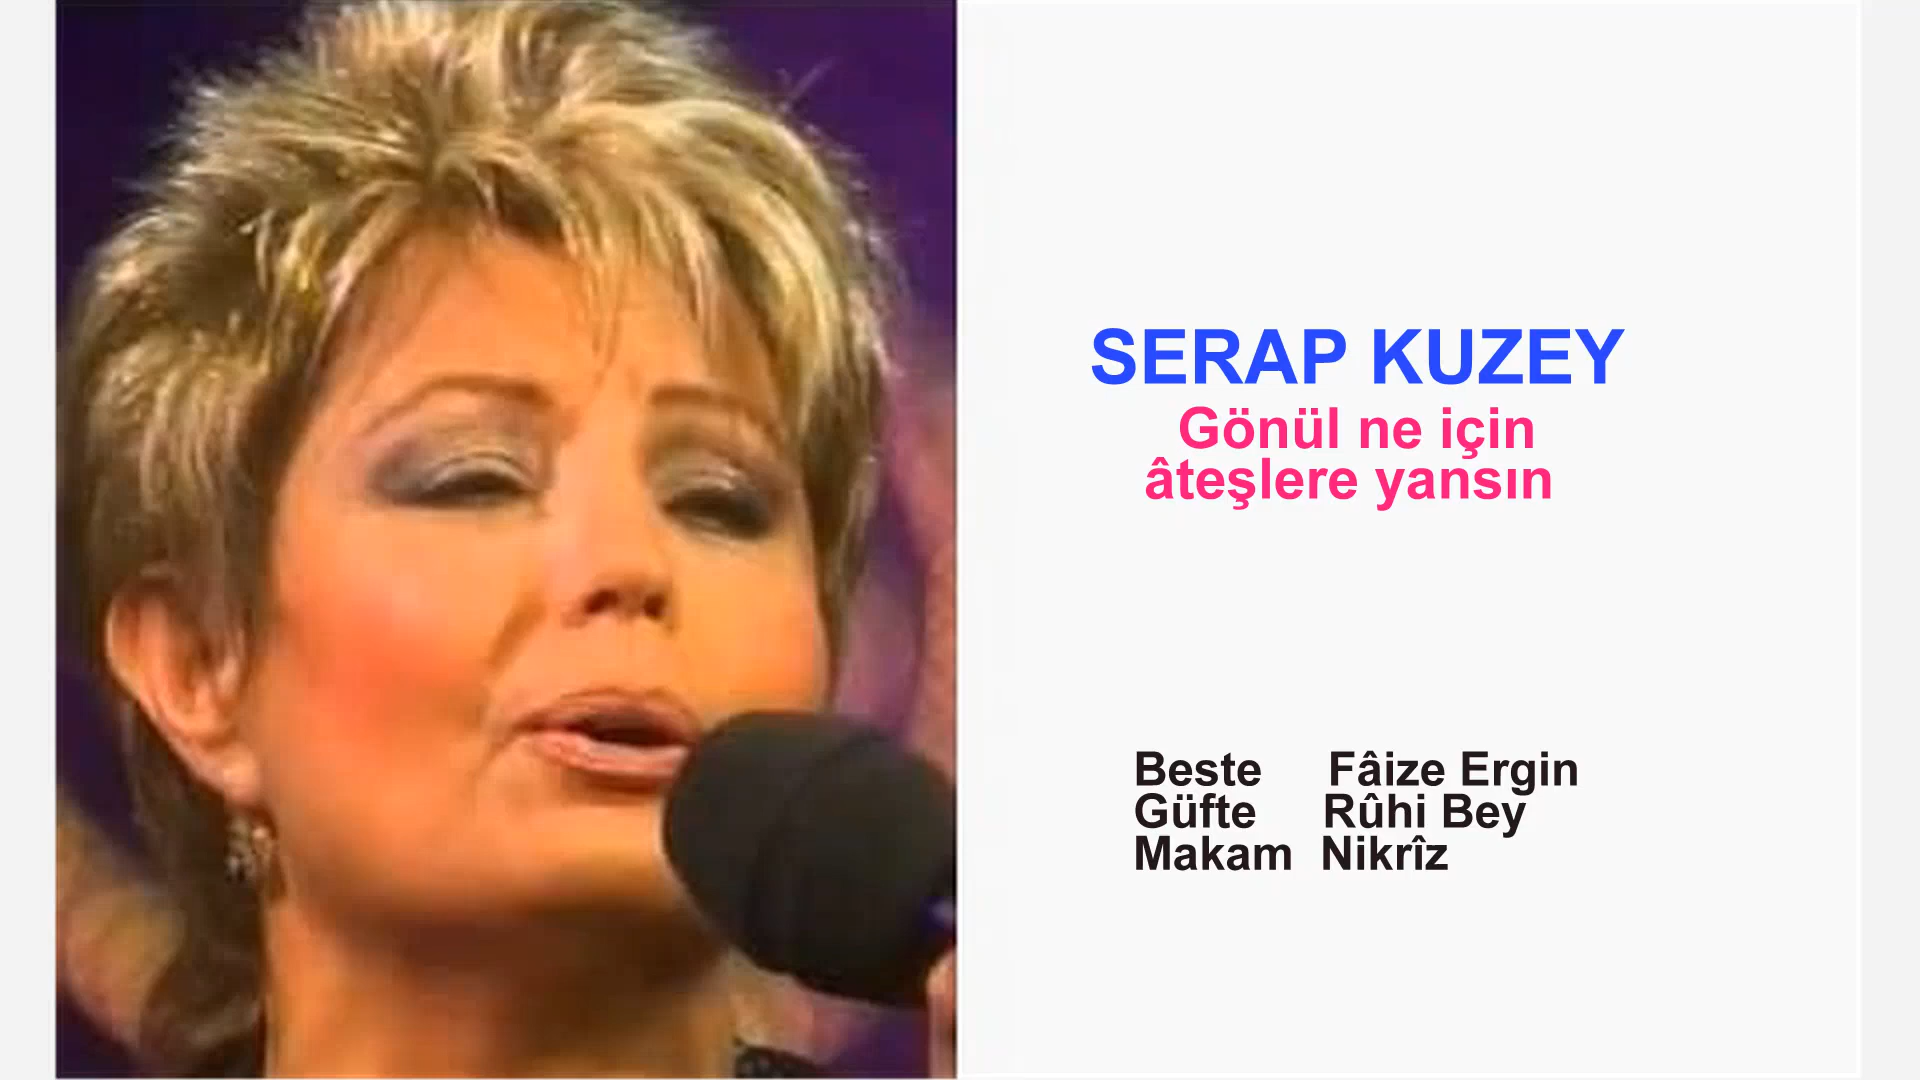 SERAP KUZEY
Gönül ne için
âteşlere yansın
Beste Fâize Ergin
Güfte Rûhi Bey
Makam Nikrîz